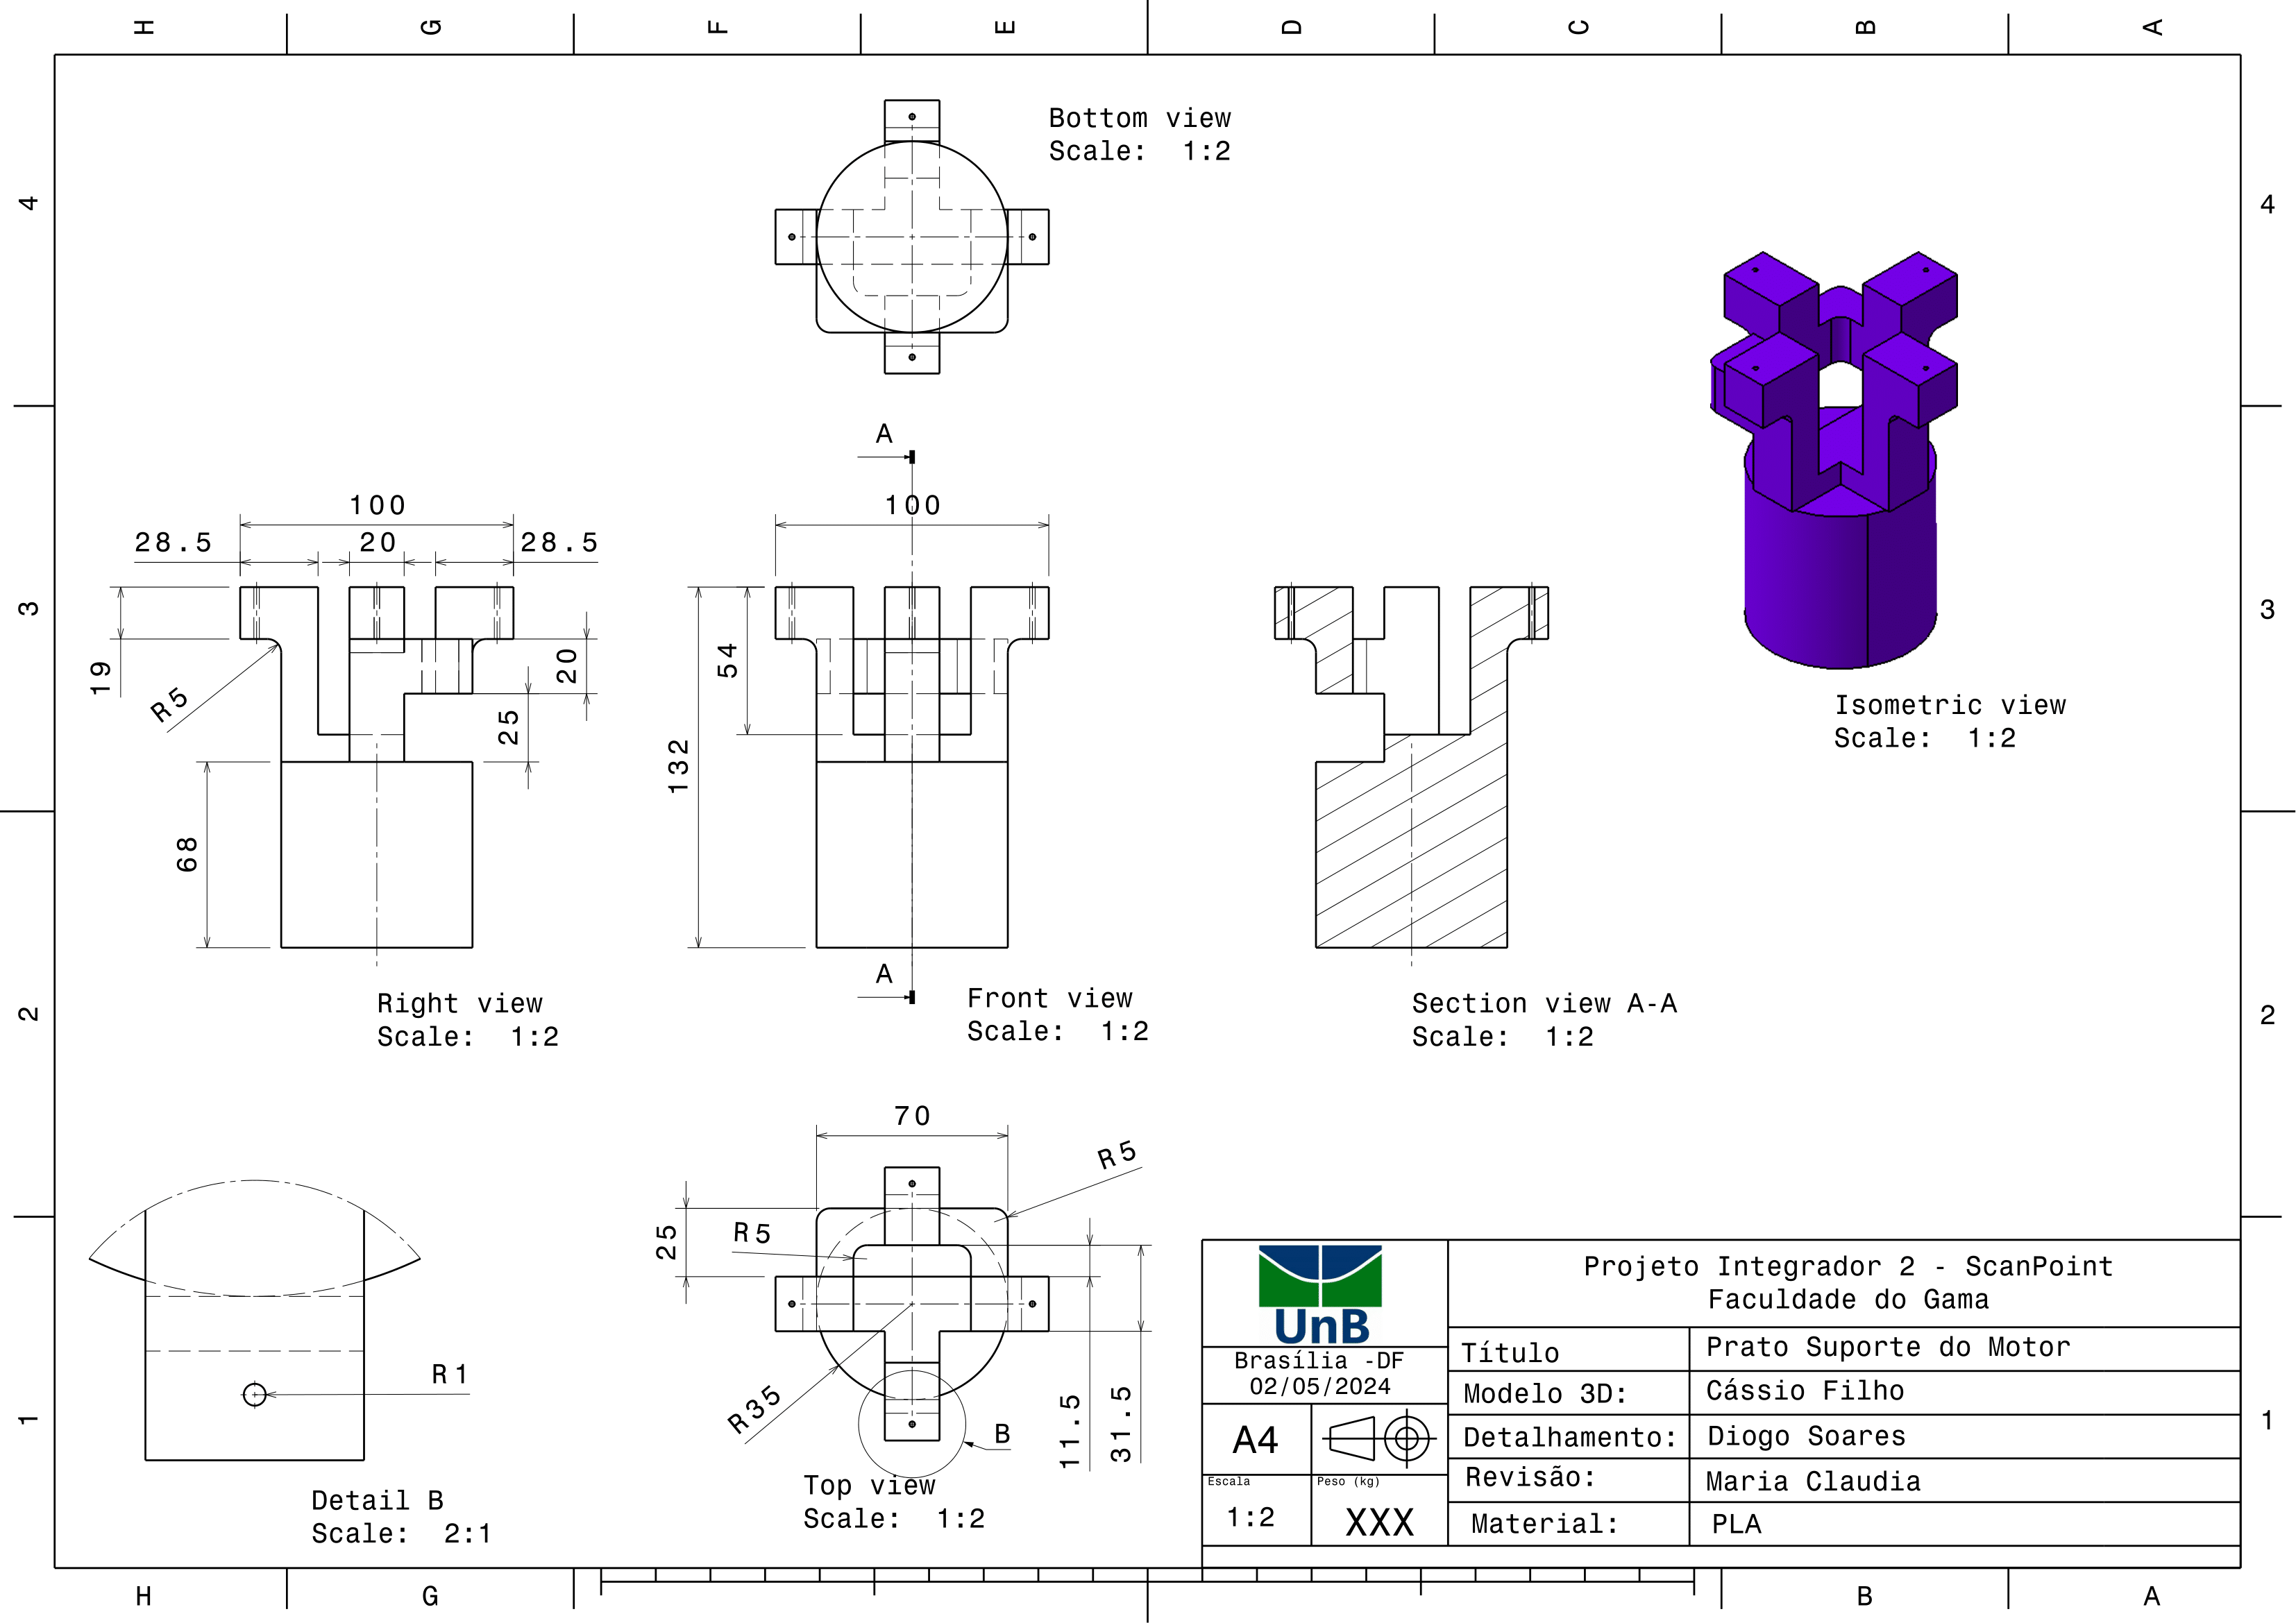 H G F E D C B A
Bottom view
Scale: 1:2
4 4
A
100
28.5 20 28.5
19
R5
20
25
68
100
54
132
3 3
Isometric view
Scale: 1:2
A
Right view
Scale: 1:2
Front view
Scale: 1:2
Section view A-A
Scale: 1:2
2 2
70
R5
25
R5
R35
11.5
31.5
B
R1
Top view
Scale: 1:2
Detail B
Scale: 2:1
1 1
UnB
Brasília -DF
02/05/2024
A4
Escala
1:2
Peso (kg)
XXX
Projeto Integrador 2 - ScanPoint
Faculdade do Gama
Título Prato Suporte do Motor
Modelo 3D: Cássio Filho
Detalhamento: Diogo Soares
Revisão: Maria Claudia
Material: PLA
H G B A